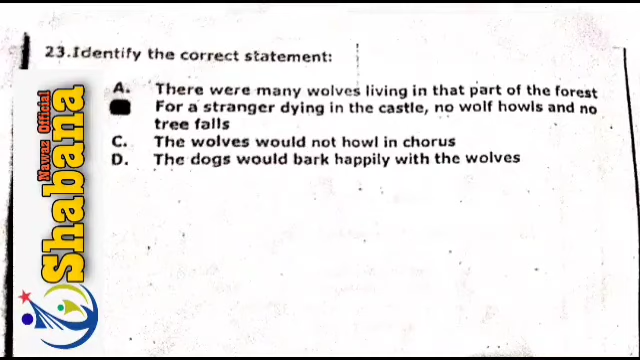 23.Identify the correct statement:
A. There were many wolves living in that part of the forest
For a stranger dying in the castle, no wolf howls and no
tree falls
C. The wolves would not howl in chorus
D. The dogs would bark happily with the wolves
Shabana
Nawaz Official